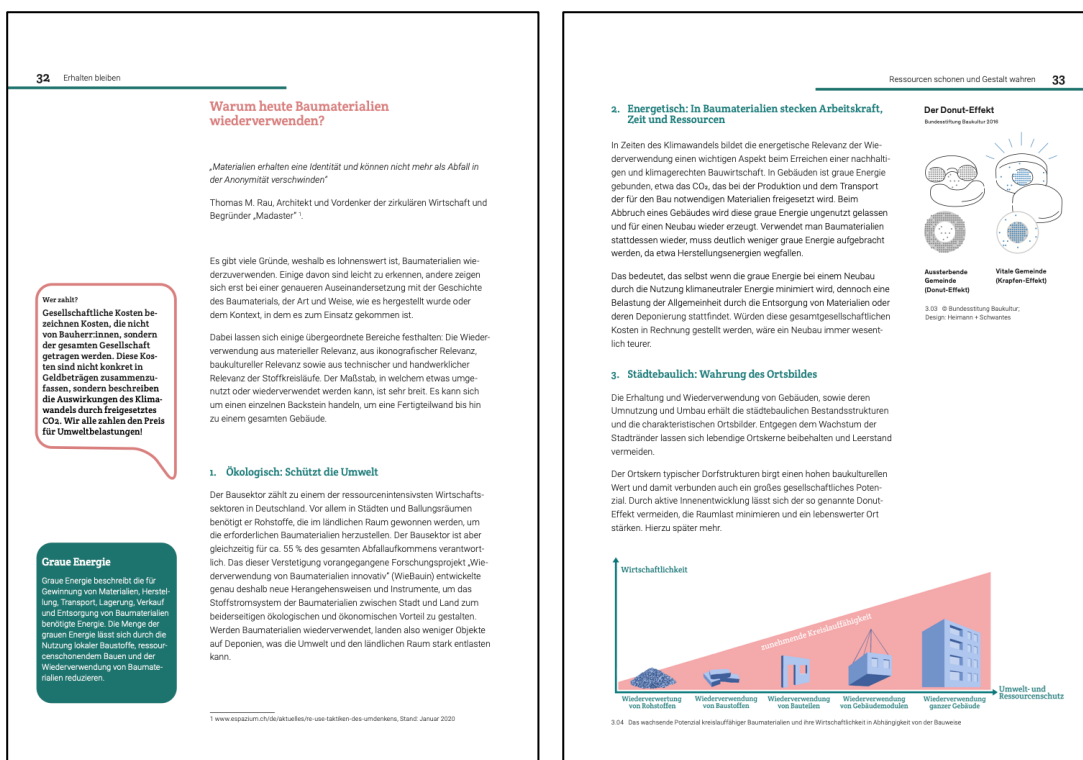 32 Erhalten bleiben
Warum heute Baumaterialien
wiederverwenden?
„Materialien erhalten eine Identität und können nicht mehr als Abfall in
der Anonymität verschwinden“
Thomas M. Rau, Architekt und Vordenker der zirkulären Wirtschaft und
Begründer „Madaster“ 1.
Es gibt viele Gründe, weshalb es lohnenswert ist, Baumaterialien wie-
derzuverwenden. Einige davon sind leicht zu erkennen, andere zeigen
sich erst bei einer genaueren Auseinandersetzung mit der Geschichte
des Baumaterials, der Art und Weise, wie es hergestellt wurde oder
dem Kontext, in dem es zum Einsatz gekommen ist.
Dabei lassen sich einige übergeordnete Bereiche festhalten: Die Wieder-
verwendung aus materieller Relevanz, aus ikonografischer Relevanz,
baukultureller Relevanz sowie aus technischer und handwerklicher
Relevanz der Stoffkreisläufe. Der Maßstab, in welchem etwas umge-
nutzt oder wiederverwendet werden kann, ist sehr breit. Es kann sich
um einen einzelnen Backstein handeln, um eine Fertigteilwand bis hin
zu einem gesamten Gebäude.
Wer zahlt?
Gesellschaftliche Kosten be-
zeichnen Kosten, die nicht
von Bauherr:innen, sondern
der gesamten Gesellschaft
getragen werden. Diese Kos-
ten sind nicht konkret in
Geldbeträgen zusammenzu-
fassen, sondern beschreiben
die Auswirkungen des Klima-
wandels durch freigesetztes
CO2. Wir alle zahlen den Preis
für Umweltbelastungen!
1. Ökologisch: Schützt die Umwelt
Der Bausektor zählt zu einem der ressourcenintensivsten Wirtschafts-
sektoren in Deutschland. Vor allem in Städten und Ballungsräumen
benötigt er Rohstoffe, die im ländlichen Raum gewonnen werden, um
die erforderlichen Baumaterialien herzustellen. Der Bausektor ist aber
gleichzeitig für ca. 55 % des gesamten Abfallaufkommens verantwort-
lich. Das dieser Verstetigung vorangegangene Forschungsprojekt „Wie-
derverwendung von Baumaterialien innovativ“ (WieBauin) entwickelte
genau deshalb neue Herangehensweisen und Instrumente, um das
Stoffstromsystem der Baumaterialien zwischen Stadt und Land zum
beiderseitigen ökologischen und ökonomischen Vorteil zu gestalten.
Werden Baumaterialien wiederverwendet, landen also weniger Objekte
auf Deponien, was die Umwelt und den ländlichen Raum stark entlasten
kann.
Graue Energie
Graue Energie beschreibt die für
Gewinnung von Materialien, Herstel-
lung, Transport, Lagerung, Verkauf
und Entsorgung von Baumaterialien
benötigte Energie. Die Menge der
grauen Energie lässt sich durch die
Nutzung lokaler Baustoffe, ressour-
censchonendem Bauen und der
Wiederverwendung von Baumate-
rialien reduzieren.
1 www.espazium.ch/de/aktuelles/re-use-taktiken-des-umdenkens, Stand: Januar 2020
Ressourcen schonen und Gestalt wahren 33
2. Energetisch: In Baumaterialien stecken Arbeitskraft,
Zeit und Ressourcen
In Zeiten des Klimawandels bildet die energetische Relevanz der Wie-
derverwendung einen wichtigen Aspekt beim Erreichen einer nachhalti-
gen und klimagerechten Bauwirtschaft. In Gebäuden ist graue Energie
gebunden, etwa das CO₂, das bei der Produktion und dem Transport
der für den Bau notwendigen Materialien freigesetzt wird. Beim
Abbruch eines Gebäudes wird diese graue Energie ungenutzt gelassen
und für einen Neubau wieder erzeugt. Verwendet man Baumaterialien
stattdessen wieder, muss deutlich weniger graue Energie aufgebracht
werden, da etwa Herstellungsenergien wegfallen.
Das bedeutet, das selbst wenn die graue Energie bei einem Neubau
durch die Nutzung klimaneutraler Energie minimiert wird, dennoch eine
Belastung der Allgemeinheit durch die Entsorgung von Materialien oder
deren Deponierung stattfindet. Würden diese gesamtgesellschaftlichen
Kosten in Rechnung gestellt werden, wäre ein Neubau immer wesent-
lich teurer.
Der Donut-Effekt
Bundesstiftung Baukultur 2016
Aussterbende
Gemeinde
(Donut-Effekt)
Vitale Gemeinde
(Krapfen-Effekt)
3.03 © Bundesstitung Baukultur;
Design: Heimann + Schwantes
3. Städtebaulich: Wahrung des Ortsbildes
Die Erhaltung und Wiederverwendung von Gebäuden, sowie deren
Umnutzung und Umbau erhält die städtebaulichen Bestandsstrukturen
und die charakteristischen Ortsbilder. Entgegen dem Wachstum der
Stadtränder lassen sich lebendige Ortskerne beibehalten und Leerstand
vermeiden.
Der Ortskern typischer Dorfstrukturen birgt einen hohen baukulturellen
Wert und damit verbunden auch ein großes gesellschaftliches Poten-
zial. Durch aktive Innenentwicklung lässt sich der so genannte Donut-
Effekt vermeiden, die Raumlast minimieren und ein lebenswerter Ort
stärken. Hierzu später mehr.
Wirtschaftlichkeit
zunehmende Kreislauffähigkeit
Umwelt- und
Ressourcenschutz
Wiederverwertung
von Rohstoffen
Wiederverwendung
von Baustoffen
Wiederverwendung
von Bauteilen
Wiederverwendung
von Gebäudemodulen
Wiederverwendung
ganzer Gebäude
3.04 Das wachsende Potenzial kreislauffähiger Baumaterialien und ihre Wirtschaftlichkeit in Abhängigkeit von der Bauweise